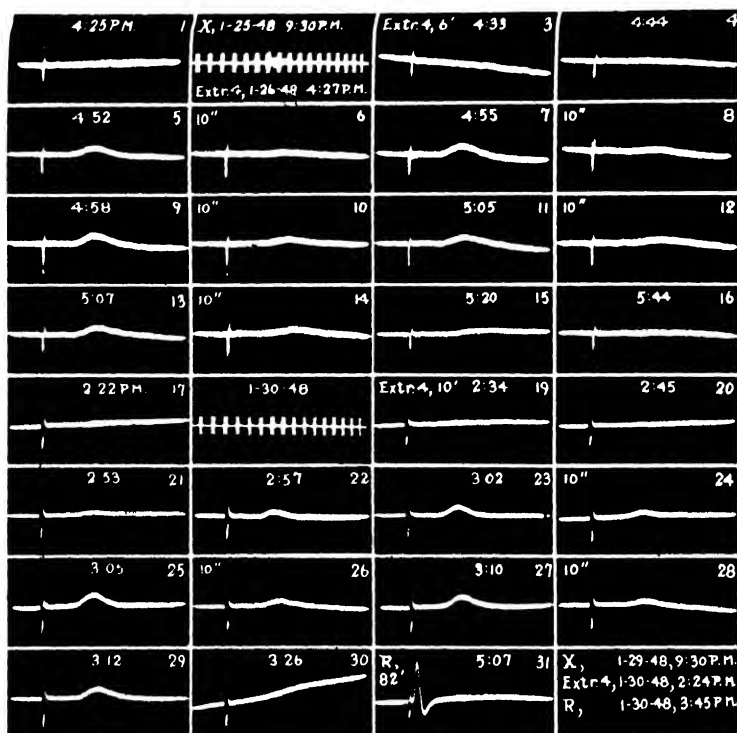 4:25 P.M. 1
X, 1-25-48 9:30 P.M.
Extr. 4, 1-26-48 4:27 P.M.
Extr. 4, 6' 4:33 3
4:44 4
4 52 5
10" 6
4:55 7
10" 8
4:58 9
10" 10
5:05 11
10" 12
5:07 13
10" 14
5:20 15
5:44 16
2 22 P.M. 17
1-30-48
Extr. 4, 10' 2:34 19
2:45 20
2 53 21
2:57 22
3 02 23
10" 24
3 05 25
10" 26
3:10 27
10" 28
3 12 29
3 26 30
R, 5:07 31
82'
X, 1-29-48, 9:30 P.M.
Extr. 4, 1-30-48, 2:24 P.M.
R, 1-30-48, 3:45 P.M.